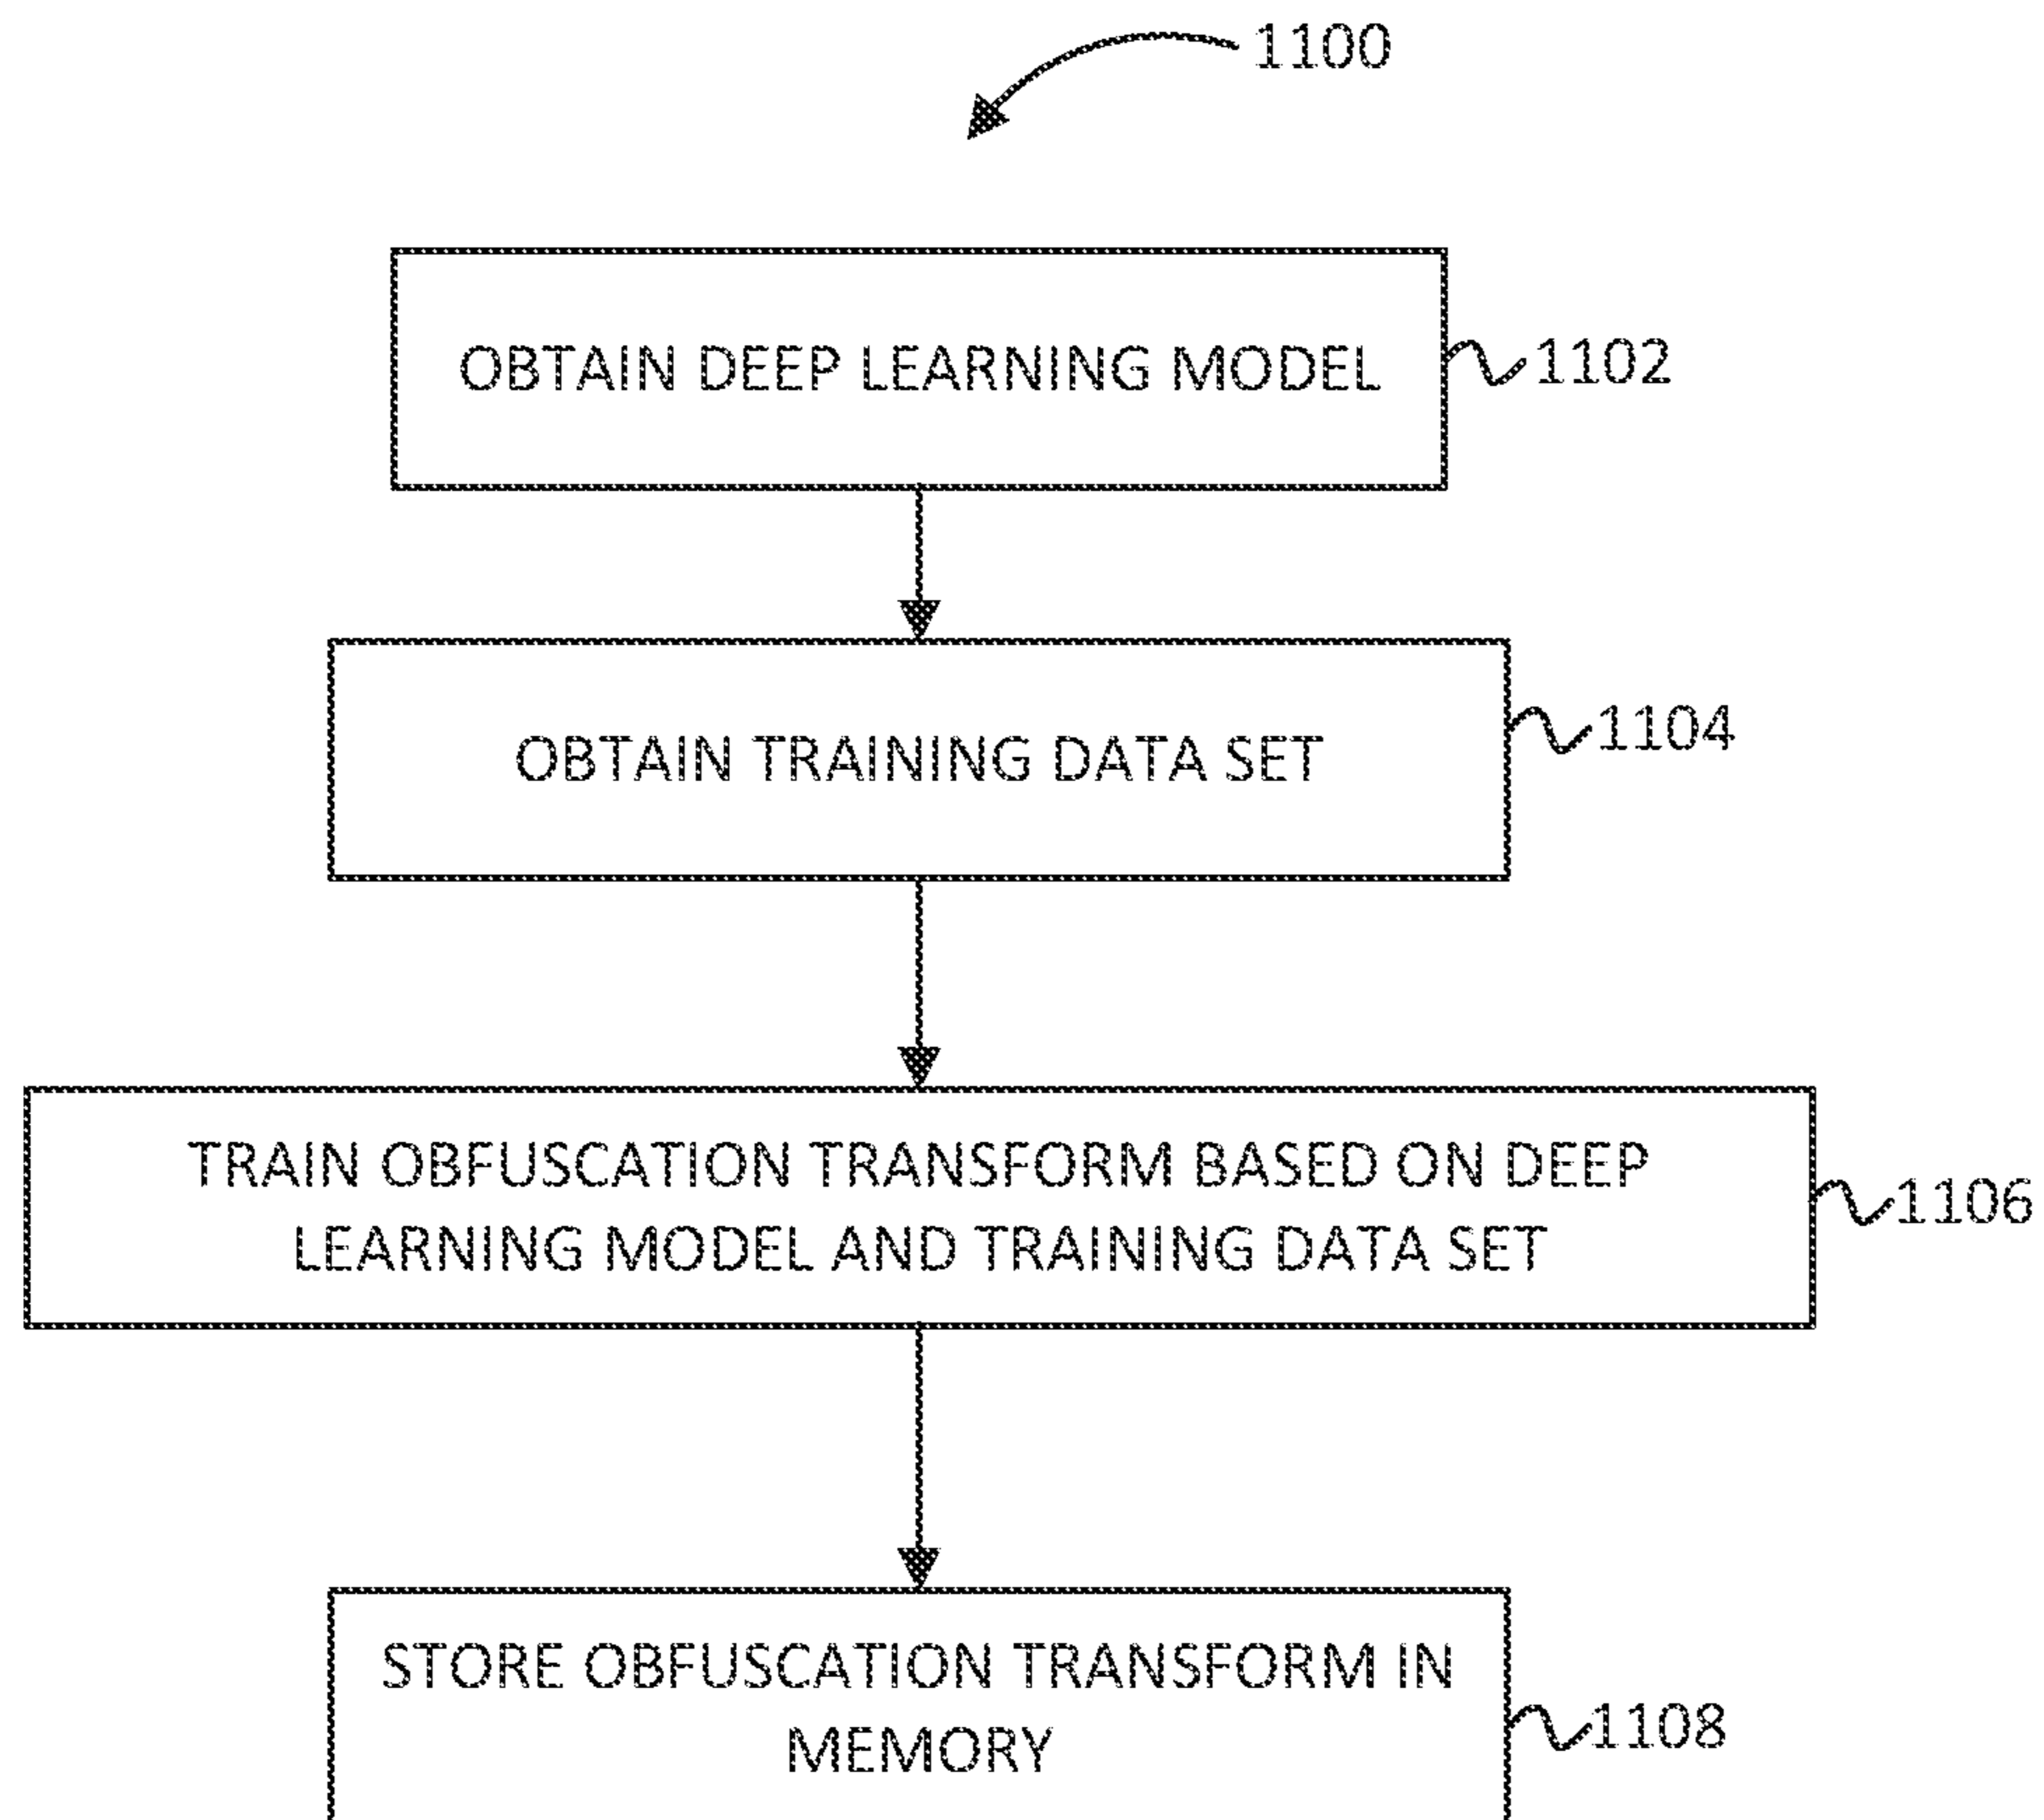 1100
OBTAIN DEEP LEARNING MODEL
1102
OBTAIN TRAINING DATA SET
1104
TRAIN OBFUSCATION TRANSFORM BASED ON DEEP
LEARNING MODEL AND TRAINING DATA SET
1106
STORE OBFUSCATION TRANSFORM IN
MEMORY
1108